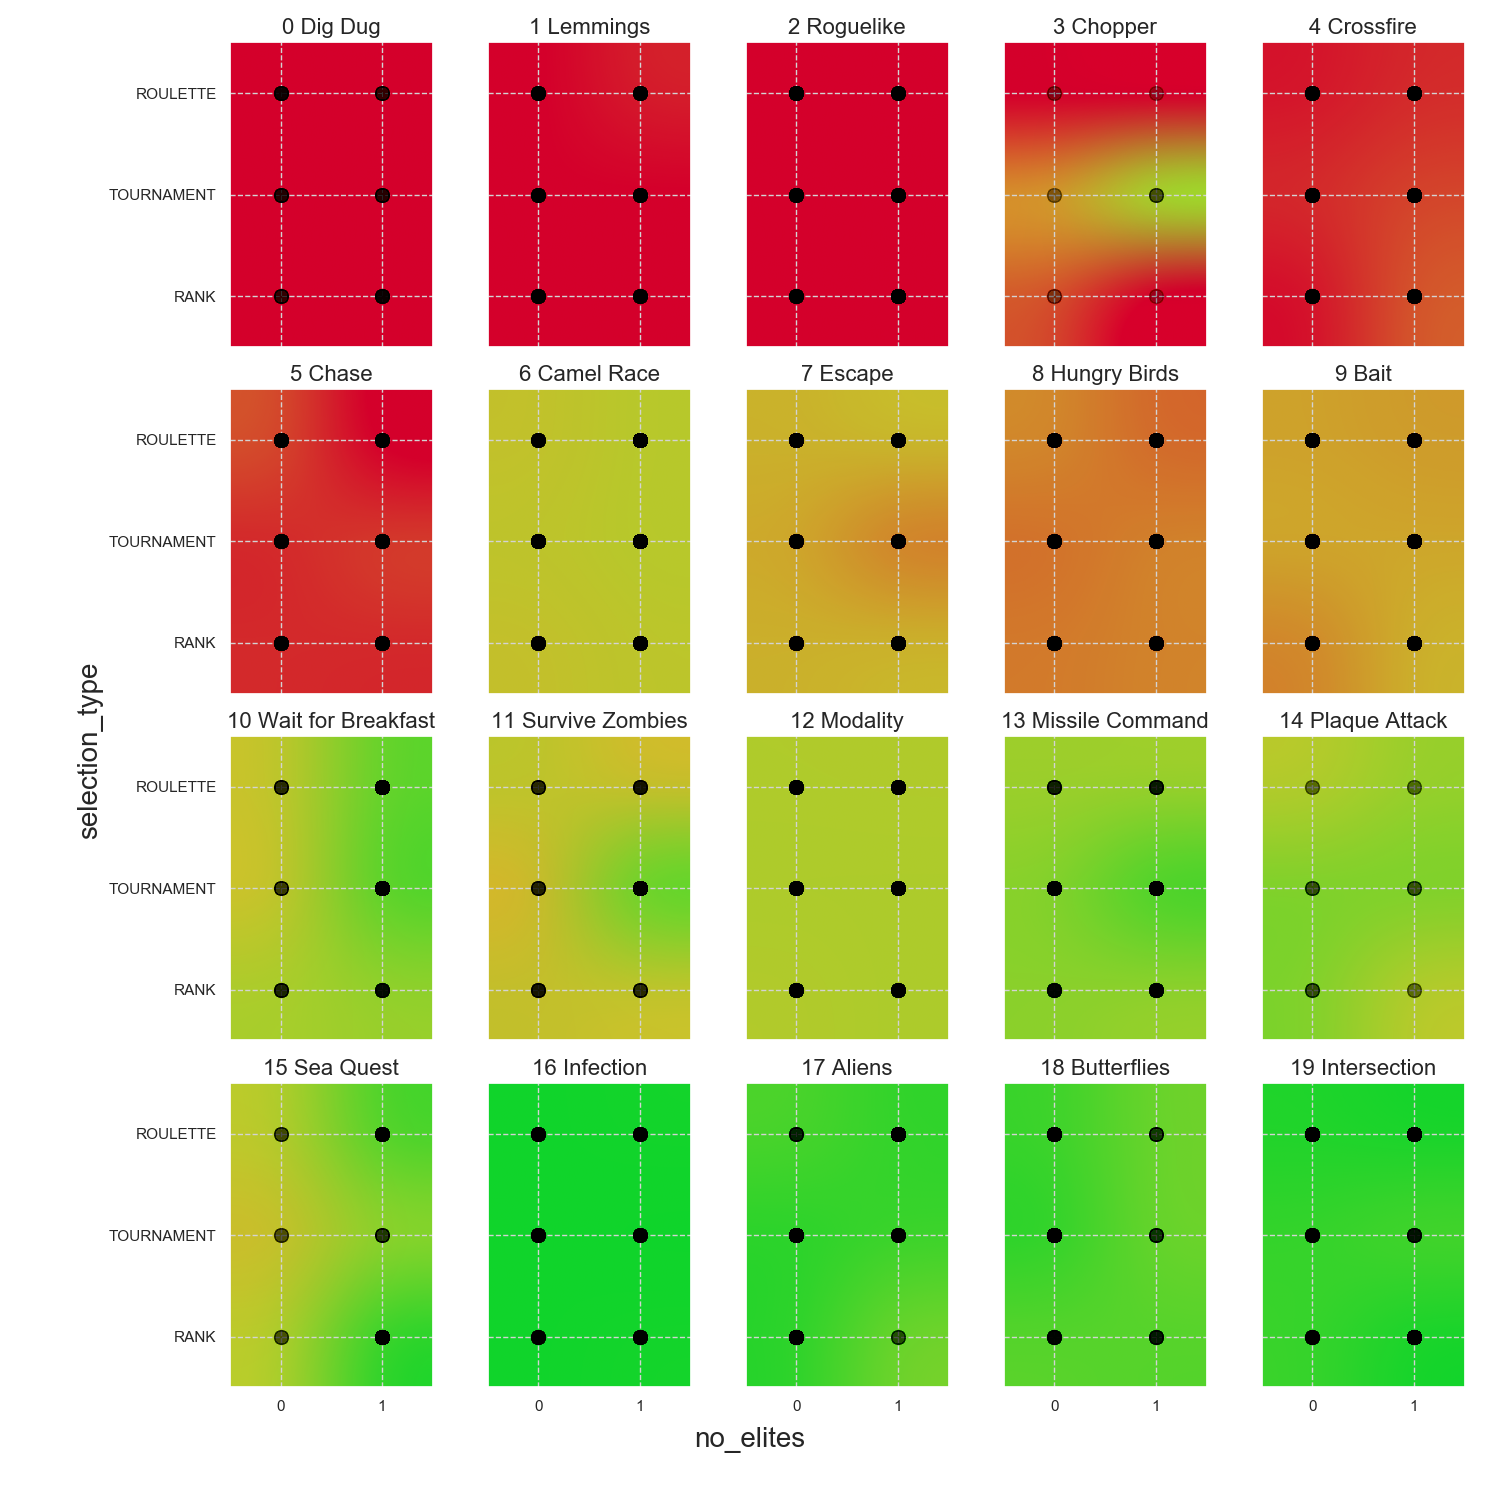 0 Dig Dug
1 Lemmings
2 Roguelike
3 Chopper
4 Crossfire
ROULETTE
TOURNAMENT
RANK
5 Chase
6 Camel Race
7 Escape
8 Hungry Birds
9 Bait
ROULETTE
TOURNAMENT
RANK
selection_type
10 Wait for Breakfast
11 Survive Zombies
12 Modality
13 Missile Command
14 Plaque Attack
ROULETTE
TOURNAMENT
RANK
15 Sea Quest
16 Infection
17 Aliens
18 Butterflies
19 Intersection
ROULETTE
TOURNAMENT
RANK
0 1 0 1 0 1 0 1 0 1
no_elites